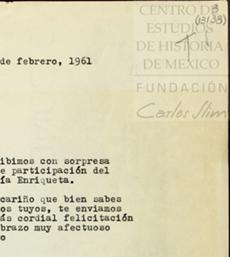 CENTRO DE
ESTUDIOS
DE HISTORIA
DE MEXICO
FUNDACIÓN
Carlos Slim
de febrero, 1961
ibimos con sorpresa
e participación del
ía Enriqueta.
cariño que bien sabes
os tuyos, te enviamos
ás cordial felicitación
brazo muy afectuoso
o